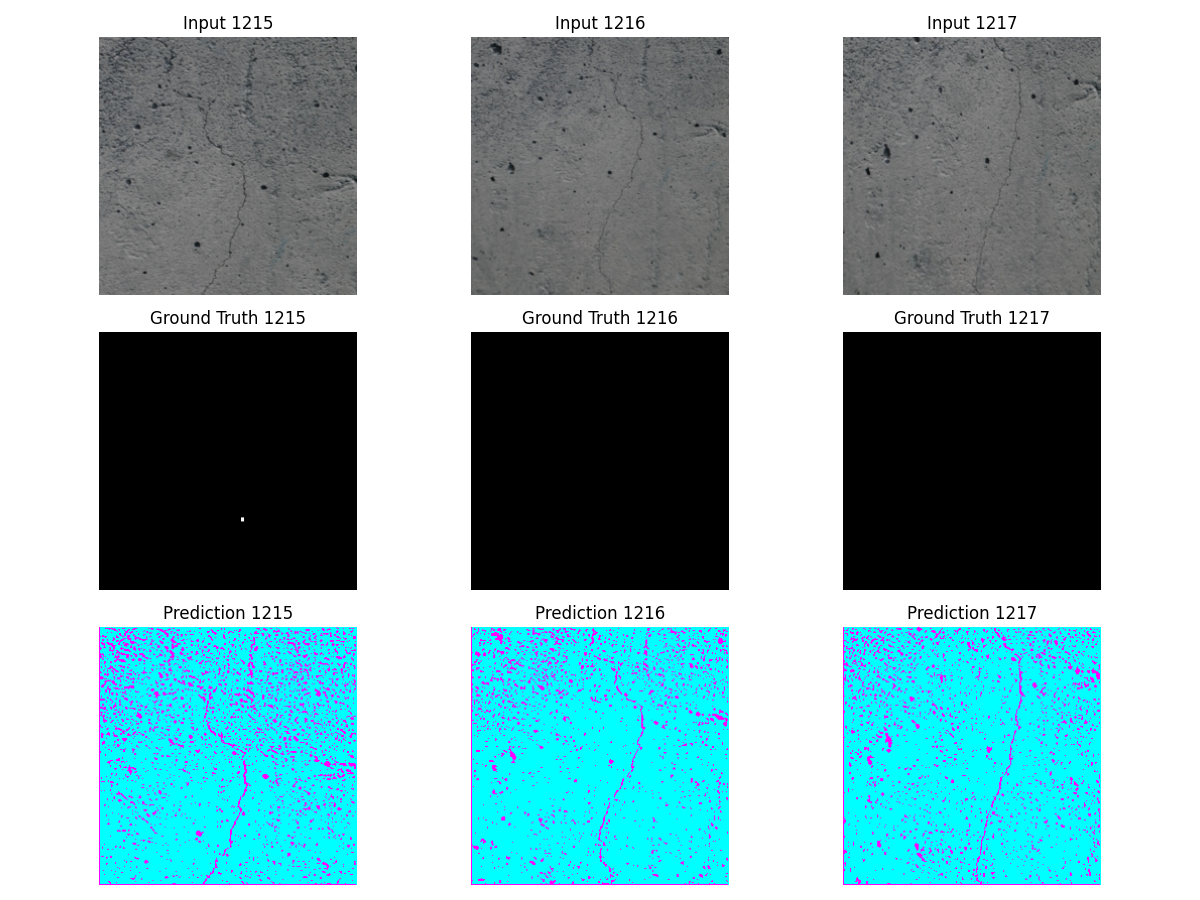 Input 1215
Input 1216
Input 1217
Ground Truth 1215
Ground Truth 1216
Ground Truth 1217
Prediction 1215
Prediction 1216
Prediction 1217